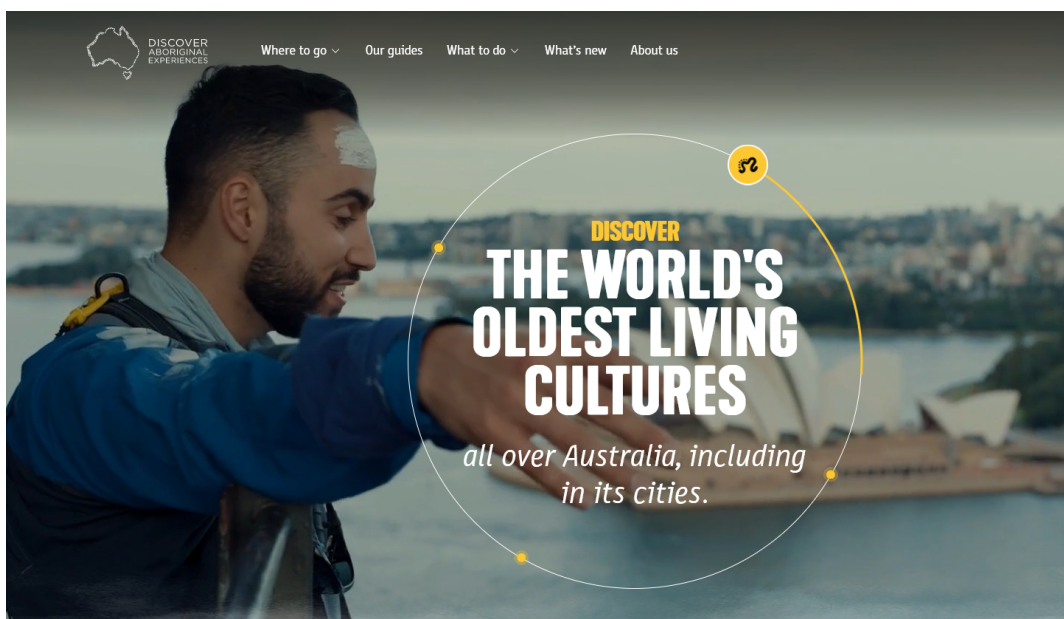 DISCOVER
ABORIGINAL
EXPERIENCES
Where to go
Our guides
What to do
What's new
About us
DISCOVER
THE WORLD'S
OLDEST LIVING
CULTURES
all over Australia, including
in its cities.